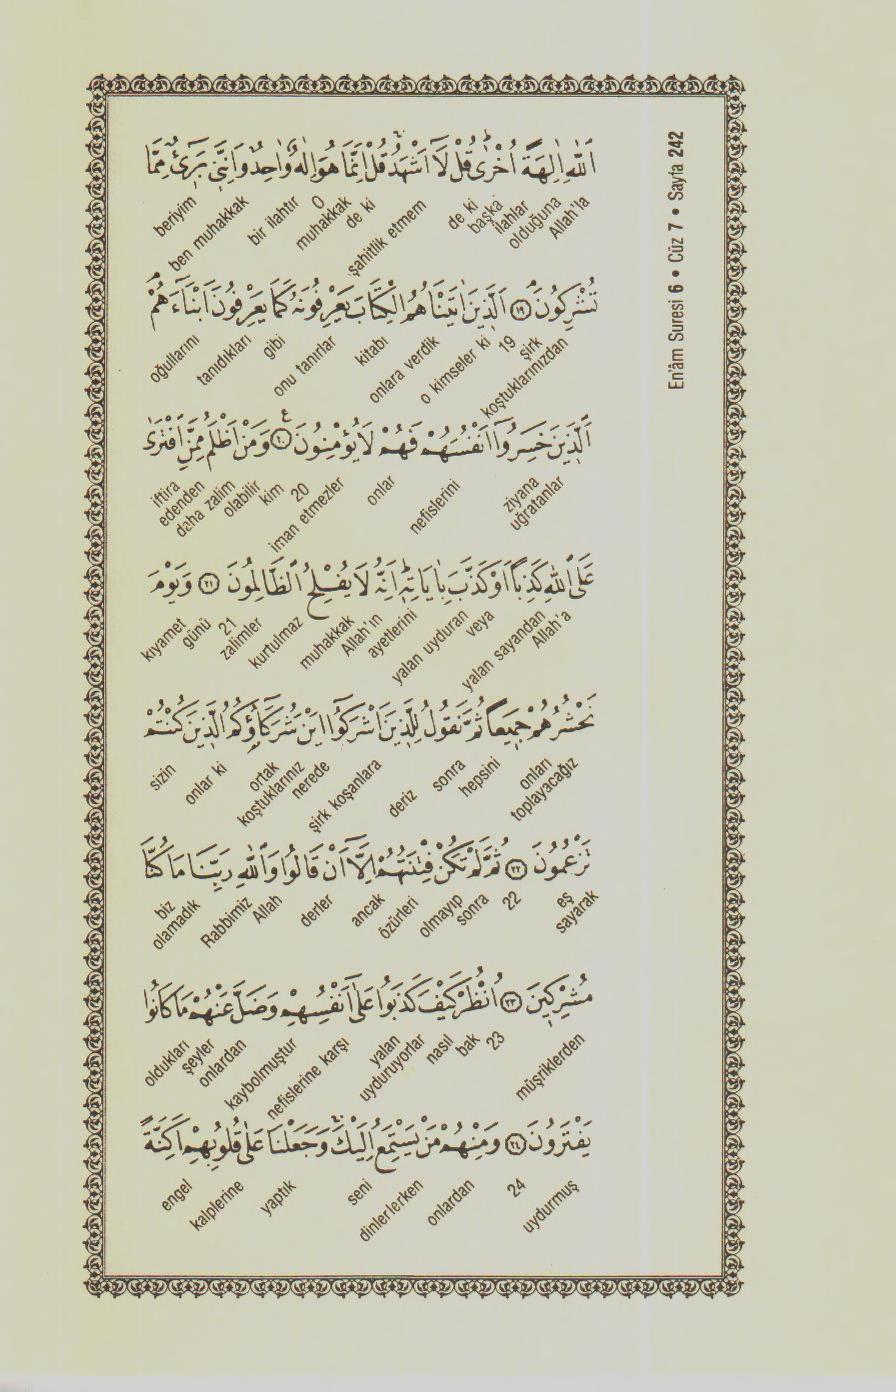 En'âm Suresi 6 • Cüz 7 • Sayfa 242
اَللّٰهِ اٰلِهَةً اُخْرٰىؕ قُلْ لَٓا اَشْهَدُۚ قُلْ اِنَّمَا هُوَ اِلٰهٌ وَاحِدٌ وَاِنَّنٖي بَرٖٓيءٌ مِمَّا
Allah'la olduğuna ilahlar başka de ki şahittik etmem de ki muhakkak O bir ilahtır ben muhakkak beriyim
تُشْرِكُونَۘ ﴿١٩﴾ اَلَّذٖينَ اٰتَيْنَاهُمُ الْكِتَابَ يَعْرِفُونَهُ كَمَا يَعْرِفُونَ اَبْنَٓاءَهُمْۘ
şirk koştuklarınızdan 19 o kimseler ki onlara verdik kitabı onu tanırlar gibi tanıdıkları oğullarını
اَلَّذٖينَ خَسِرُٓوا اَنْفُسَهُمْ فَهُمْ لَا يُؤْمِنُونَ ﴿٢٠﴾ وَمَنْ اَظْلَمُ مِمَّنِ افْتَرٰى
ziyana uğratanlar nefislerini onlar iman etmezler 20 kim olabilir daha zalim edenden iftira
عَلَى اللّٰهِ كَذِبًا اَوْ كَذَّبَ بِاٰيَاتِهٖؕ اِنَّهُ لَا يُفْلِحُ الظَّالِمُونَ ﴿٢١﴾ وَيَوْمَ
Allah'a yalan sayandan veya yalan uyduran ayetlerini Allah'ın muhakkak kurtulmaz zalimler 21 günü kıyamet
نَحْشُرُهُمْ جَمٖيعًا ثُمَّ نَقُولُ لِلَّذٖينَ اَشْرَكُٓوا اَيْنَ شُرَكَٓاؤُكُمُ الَّذٖينَ كُنْتُمْ
onları toplayacağız hepsini sonra deriz şirk koşanlara nerede koştuklarınız ortak onlar ki sizin
تَزْعُمُونَ ﴿٢٢﴾ ثُمَّ لَمْ تَكُنْ فِتْنَتُهُمْ اِلَّٓا اَنْ قَالُوا وَاللّٰهِ رَبِّنَا مَا كُنَّا
eş sayarak 22 sonra olmayıp özürleri ancak derler Allah Rabbimiz olamadık biz
مُشْرِكٖينَ ﴿٢٣﴾ اُنْظُرْ كَيْفَ كَذَبُوا عَلٰٓى اَنْفُسِهِمْ وَضَلَّ عَنْهُمْ مَا كَانُوا
müşriklerden 23 bak nasıl uyduruyorlar yalan nefislerine karşı kaybolmuştur onlardan şeyler oldukları
يَفْتَرُونَ ﴿٢٤﴾ وَمِنْهُمْ مَنْ يَسْتَمِعُ اِلَيْكَۚ وَجَعَلْنَا عَلٰى قُلُوبِهِمْ اَكِنَّةً
uydurmuş 24 onlardan dinlerlerken seni yaptık kalplerine engel